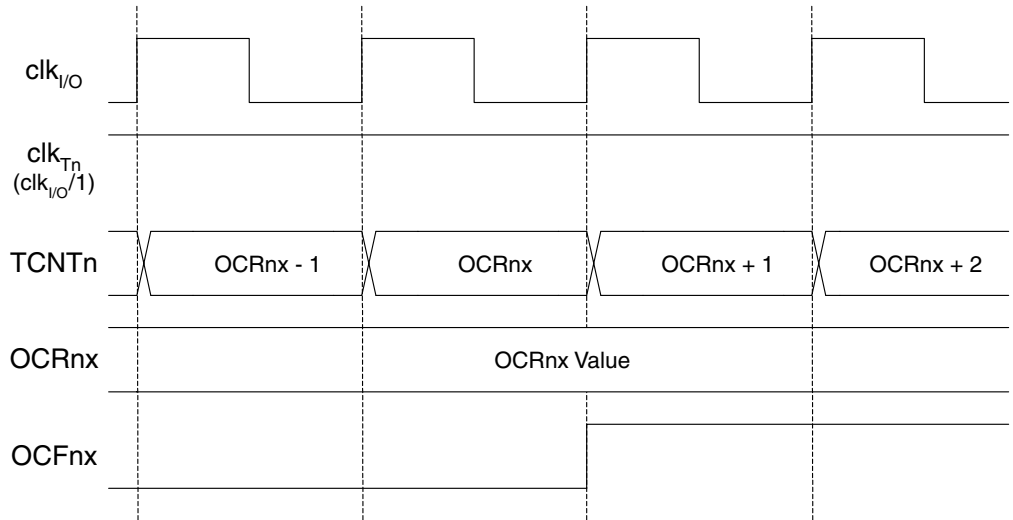 clkI/O
clkTn
(clkI/O/1)
TCNTn
OCRnx - 1
OCRnx
OCRnx + 1
OCRnx + 2
OCRnx
OCRnx Value
OCFnx